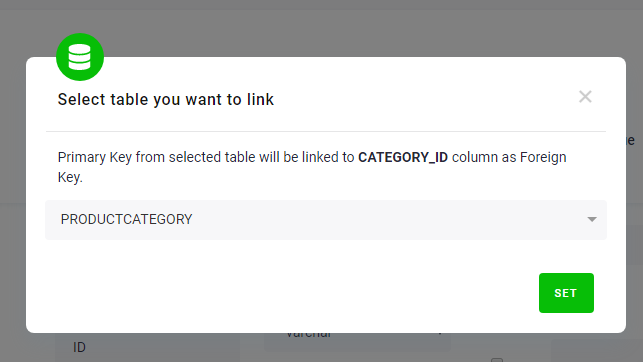 Select table you want to link
ue
Primary Key from selected table will be linked to CATEGORY_ID column as Foreign
Key.
PRODUCTCATEGORY
SET
ID